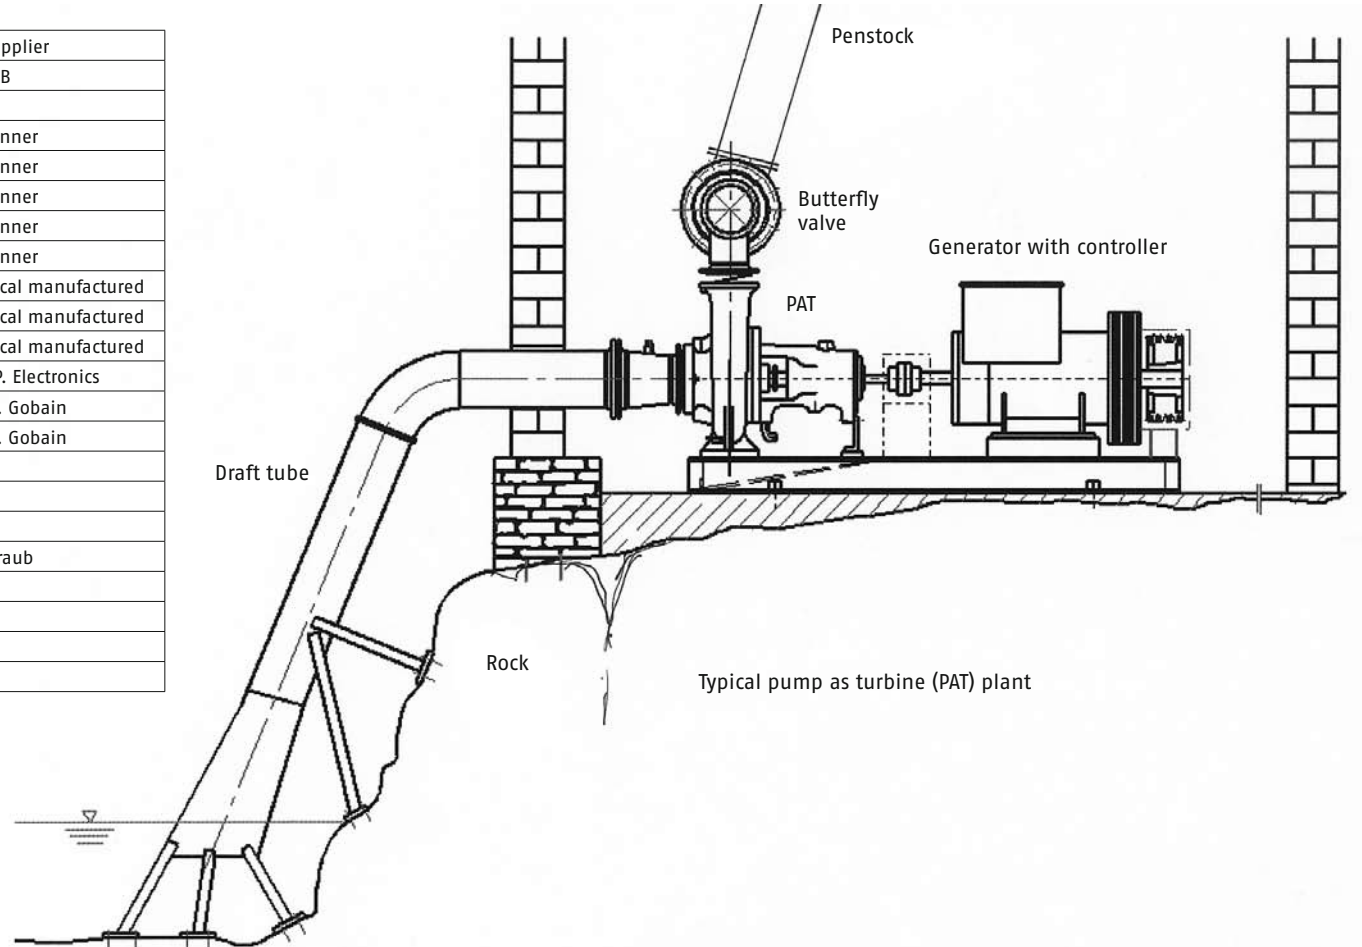 pplier
B
nner
nner
nner
nner
nner
cal manufactured
cal manufactured
cal manufactured
P. Electronics
. Gobain
. Gobain
raub
Penstock
Butterfly
valve
Generator with controller
PAT
Draft tube
Rock
Typical pump as turbine (PAT) plant